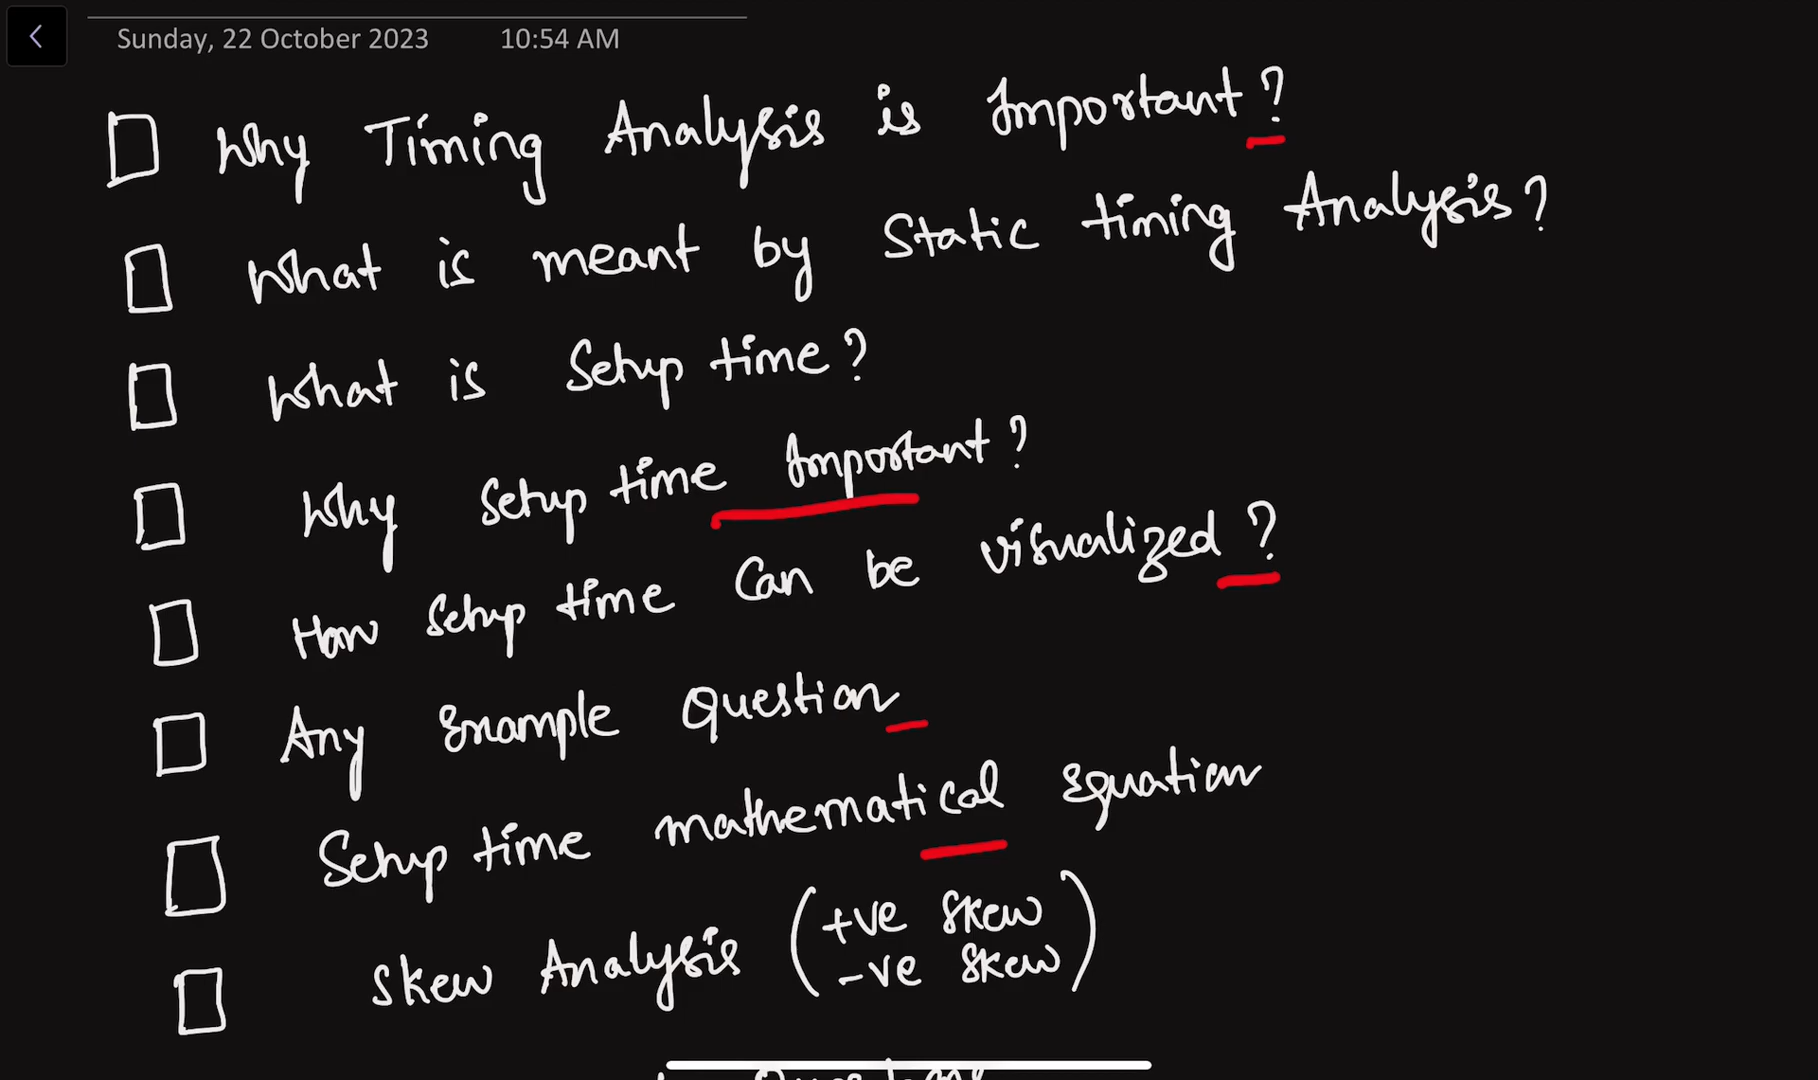 Sunday, 22 October 2023 10:54 AM
Why Timing Analysis is Important?
What is meant by Static timing Analysis?
What is Setup time?
Why Setup time Important?
How Setup time Can be visualized?
Any Example Question
Setup time mathematical Equation
Skew Analysis (+ve Skew
-ve Skew)